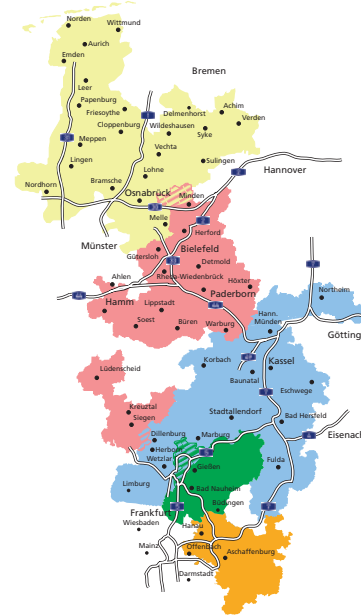 Norden
Wittmund
Aurich
Emden
Bremen
Leer
Papenburg
Friesoythe
Delmenhorst
Achim
Cloppenburg
Wildeshausen
Verden
Syke
Meppen
Vechta
Lingen
Sulingen
Lohne
Hannover
Bramsche
Nordhorn
Osnabrück
Minden
Melle
Herford
Münster
Bielefeld
Gütersloh
Detmold
Rheda-Wiedenbrück
Ahlen
Höxter
Paderborn
Northeim
Hamm
Lippstadt
Hann.
Münden
Soest
Büren
Warburg
Götting
Korbach
Kassel
Lüdenscheid
Baunatal
Eschwege
Kreuztal
Siegen
Stadtallendorf
Bad Hersfeld
Dillenburg
Marburg
Eisenac
Herborn
Wetzlar
Gießen
Fulda
Limburg
Bad Nauheim
Büdingen
Frankfurt
Wiesbaden
Hanau
Mainz
Offenbach
Aschaffenburg
Darmstadt